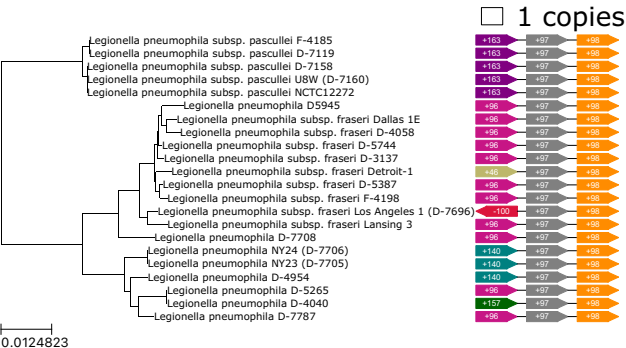 1 copies
Legionella pneumophila subsp. pascullei F-4185 +163 +97 +98
Legionella pneumophila subsp. pascullei D-7119 +163 +97 +98
Legionella pneumophila subsp. pascullei D-7158 +163 +97 +98
Legionella pneumophila subsp. pascullei U8W (D-7160) +163 +97 +98
Legionella pneumophila subsp. pascullei NCTC12272 +163 +97 +98
Legionella pneumophila D5945 +96 +97 +98
Legionella pneumophila subsp. fraseri Dallas 1E +96 +97 +98
Legionella pneumophila subsp. fraseri D-4058 +96 +97 +98
Legionella pneumophila subsp. fraseri D-5744 +96 +97 +98
Legionella pneumophila subsp. fraseri D-3137 +96 +97 +98
Legionella pneumophila subsp. fraseri Detroit-1 +46 +97 +98
Legionella pneumophila subsp. fraseri D-5387 +96 +97 +98
Legionella pneumophila subsp. fraseri F-4198 +96 +97 +98
Legionella pneumophila subsp. fraseri Los Angeles 1 (D-7696) -100 +97 +98
Legionella pneumophila subsp. fraseri Lansing 3 +96 +97 +98
Legionella pneumophila D-7708 +96 +97 +98
Legionella pneumophila NY24 (D-7706) +140 +97 +98
Legionella pneumophila NY23 (D-7705) +140 +97 +98
Legionella pneumophila D-4954 +140 +97 +98
Legionella pneumophila D-5265 +96 +97 +98
Legionella pneumophila D-4040 +157 +97 +98
Legionella pneumophila D-7787 +96 +97 +98
0.0124823